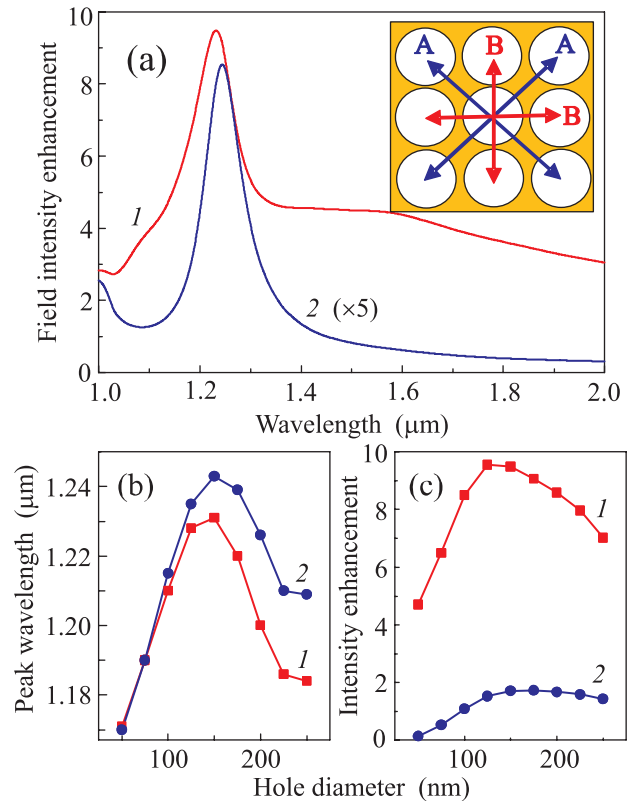 (a)
A
B
A
B
1
2 (×5)
Field intensity enhancement
10
8
6
4
2
0
1.0 1.2 1.4 1.6 1.8 2.0
Wavelength (μm)
(b)
Peak wavelength (μm)
1.24
1.22
1.20
1.18
2
1
100 200
(c)
Intensity enhancement
10
8
6
4
2
0
1
2
100 200
Hole diameter (nm)